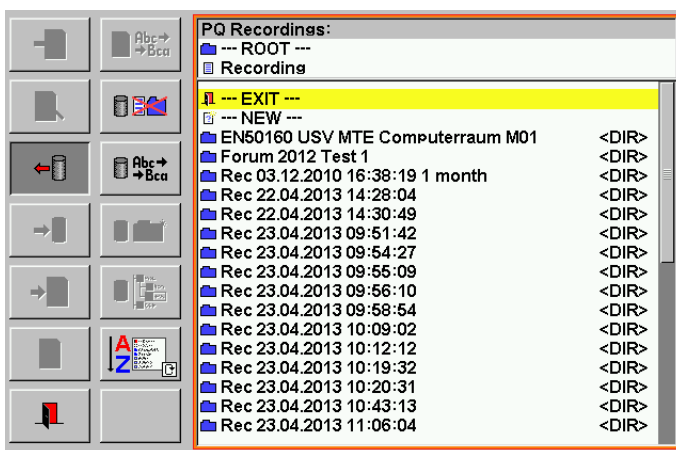 Abc
Bca
PQ Recordings:
--- ROOT ---
Recording
--- EXIT ---
--- NEW ---
EN50160 USV MTE Computerraum M01 <DIR>
Forum 2012 Test 1 <DIR>
Rec 03.12.2010 16:38:19 1 month <DIR>
Rec 22.04.2013 14:28:04 <DIR>
Rec 22.04.2013 14:30:49 <DIR>
Rec 23.04.2013 09:51:42 <DIR>
Rec 23.04.2013 09:54:27 <DIR>
Rec 23.04.2013 09:55:09 <DIR>
Rec 23.04.2013 09:56:10 <DIR>
Rec 23.04.2013 09:58:54 <DIR>
Rec 23.04.2013 10:09:02 <DIR>
Rec 23.04.2013 10:12:12 <DIR>
Rec 23.04.2013 10:19:32 <DIR>
Rec 23.04.2013 10:20:31 <DIR>
Rec 23.04.2013 10:43:13 <DIR>
Rec 23.04.2013 11:06:04 <DIR>
Abc
Bca
A
Z